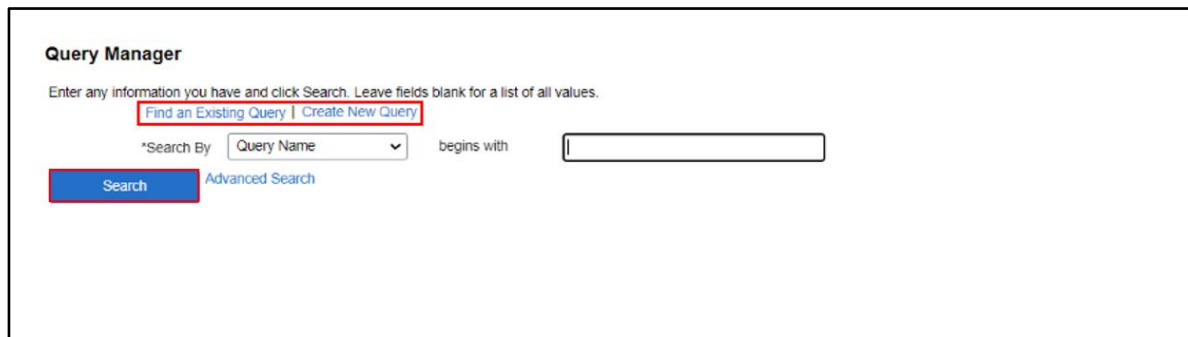 Query Manager
Enter any information you have and click Search. Leave fields blank for a list of all values.
Find an Existing Query | Create New Query
*Search By Query Name begins with
Search Advanced Search